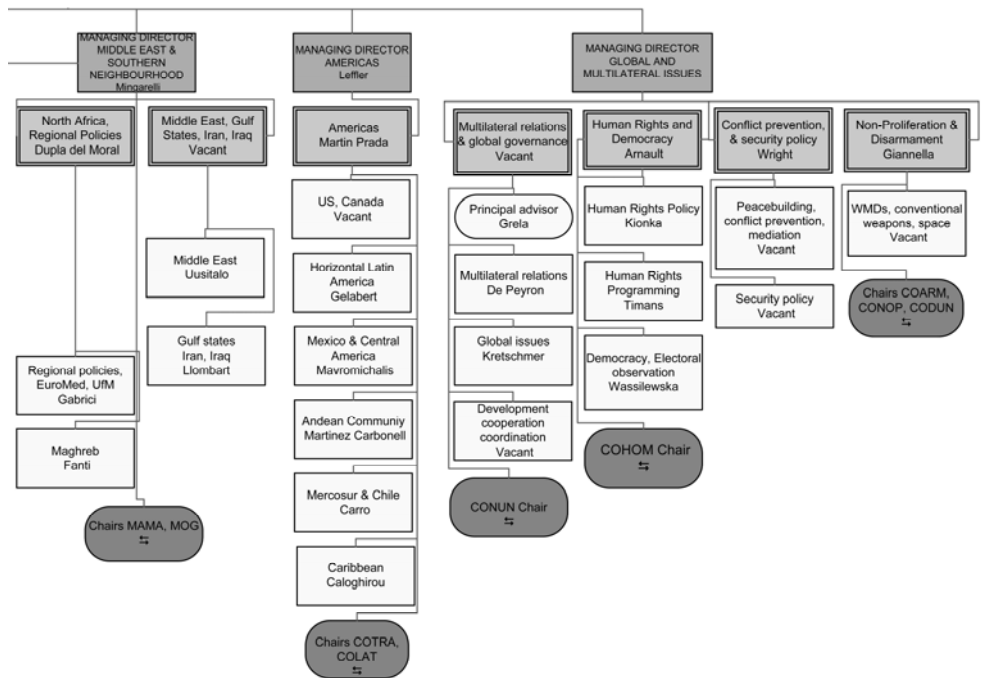 MANAGING DIRECTOR
MIDDLE EAST &
SOUTHERN
NEIGHBOURHOOD
Mingarelli
North Africa,
Regional Policies
Dupla del Moral
Middle East, Gulf
States, Iran, Iraq
Vacant
Middle East
Uusitalo
Gulf states
Iran, Iraq
Llombart
Regional policies,
EuroMed, UfM
Gabrici
Maghreb
Fanti
Chairs MAMA, MOG
⇆
MANAGING DIRECTOR
AMERICAS
Leffler
Americas
Martin Prada
US, Canada
Vacant
Horizontal Latin
America
Gelabert
Mexico & Central
America
Mavromichalis
Andean Communiy
Martinez Carbonell
Mercosur & Chile
Carro
Caribbean
Caloghirou
Chairs COTRA,
COLAT
⇆
MANAGING DIRECTOR
GLOBAL AND
MULTILATERAL ISSUES
Multilateral relations
& global governance
Vacant
Principal advisor
Grela
Multilateral relations
De Peyron
Global issues
Kretschmer
Development
cooperation
coordination
Vacant
CONUN Chair
⇆
Human Rights and
Democracy
Arnault
Human Rights Policy
Kionka
Human Rights
Programming
Timans
Democracy, Electoral
observation
Wassilewska
COHOM Chair
⇆
Conflict prevention,
& security policy
Wright
Peacebuilding,
conflict prevention,
mediation
Vacant
Security policy
Vacant
Non-Proliferation &
Disarmament
Giannella
WMDs, conventional
weapons, space
Vacant
Chairs COARM,
CONOP, CODUN
⇆